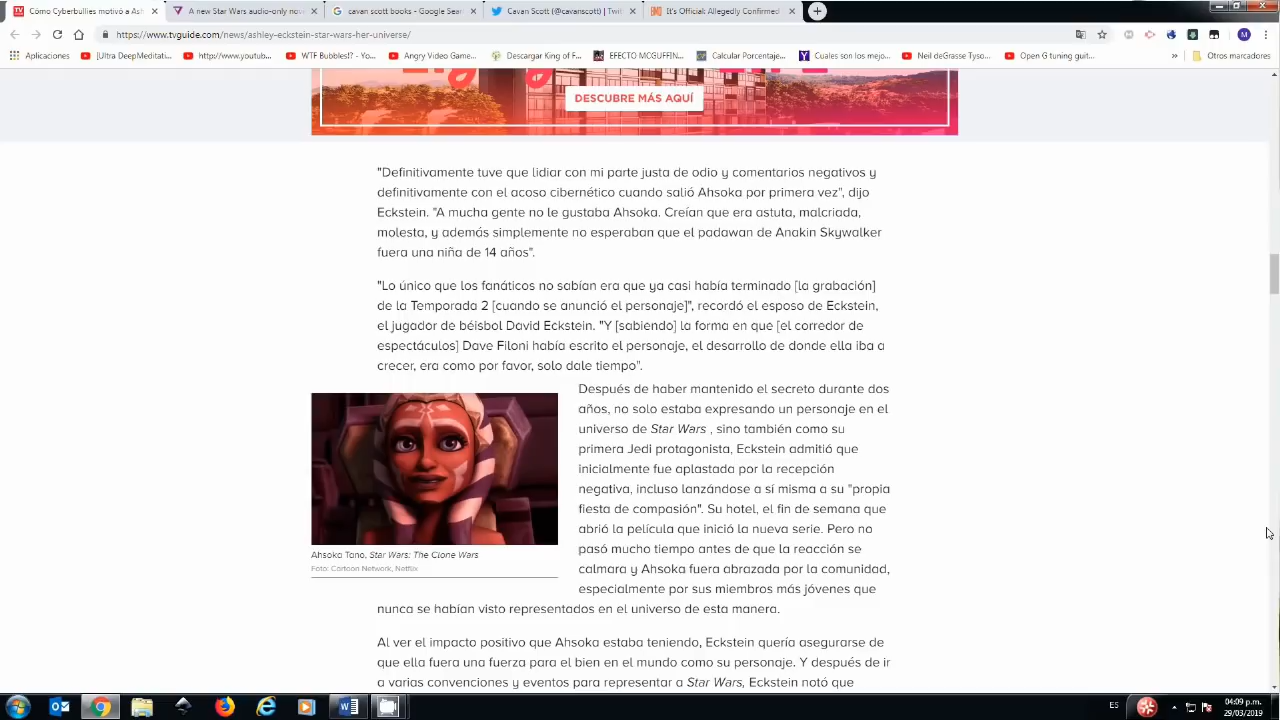 Cómo Cyberbullies motivó a Ash
A new Star Wars audio-only nov
cavan scott books - Google Sear
Cavan Scott (@cavanscott) | Twit
It's Official: Allegedly Confirmed
https://www.tvguide.com/news/ashley-eckstein-star-wars-her-universe/
Aplicaciones
[Ultra DeepMeditati...
http://www.youtub...
WTF Bubbles!? - Yo...
Angry Video Game...
Descargar King of F...
EFECTO MCGUFFIN...
Calcular Porcentaje...
Cuales son los mejo...
Neil deGrasse Tyso...
Open G tuning guit...
»
Otros marcadores
DESCUBRE MÁS AQUÍ
"Definitivamente tuve que lidiar con mi parte justa de odio y comentarios negativos y
definitivamente con el acoso cibernético cuando salió Ahsoka por primera vez", dijo
Eckstein. "A mucha gente no le gustaba Ahsoka. Creían que era astuta, malcriada,
molesta, y además simplemente no esperaban que el padawan de Anakin Skywalker
fuera una niña de 14 años".
"Lo único que los fanáticos no sabían era que ya casi había terminado [la grabación]
de la Temporada 2 [cuando se anunció el personaje]", recordó el esposo de Eckstein,
el jugador de béisbol David Eckstein. "Y [sabiendo] la forma en que [el corredor de
espectáculos] Dave Filoni había escrito el personaje, el desarrollo de donde ella iba a
crecer, era como por favor, solo dale tiempo".
Después de haber mantenido el secreto durante dos
años, no solo estaba expresando un personaje en el
universo de Star Wars , sino también como su
primera Jedi protagonista, Eckstein admitió que
inicialmente fue aplastada por la recepción
negativa, incluso lanzándose a sí misma a su "propia
fiesta de compasión". Su hotel, el fin de semana que
abrió la película que inició la nueva serie. Pero no
pasó mucho tiempo antes de que la reacción se
calmara y Ahsoka fuera abrazada por la comunidad,
especialmente por sus miembros más jóvenes que
nunca se habían visto representados en el universo de esta manera.
Ahsoka Tano, Star Wars: The Clone Wars
Foto: Cartoon Network, Netflix
Al ver el impacto positivo que Ahsoka estaba teniendo, Eckstein quería asegurarse de
que ella fuera una fuerza para el bien en el mundo como su personaje. Y después de ir
a varias convenciones y eventos para representar a Star Wars, Eckstein notó que
ES
04:09 p.m.
29/03/2019